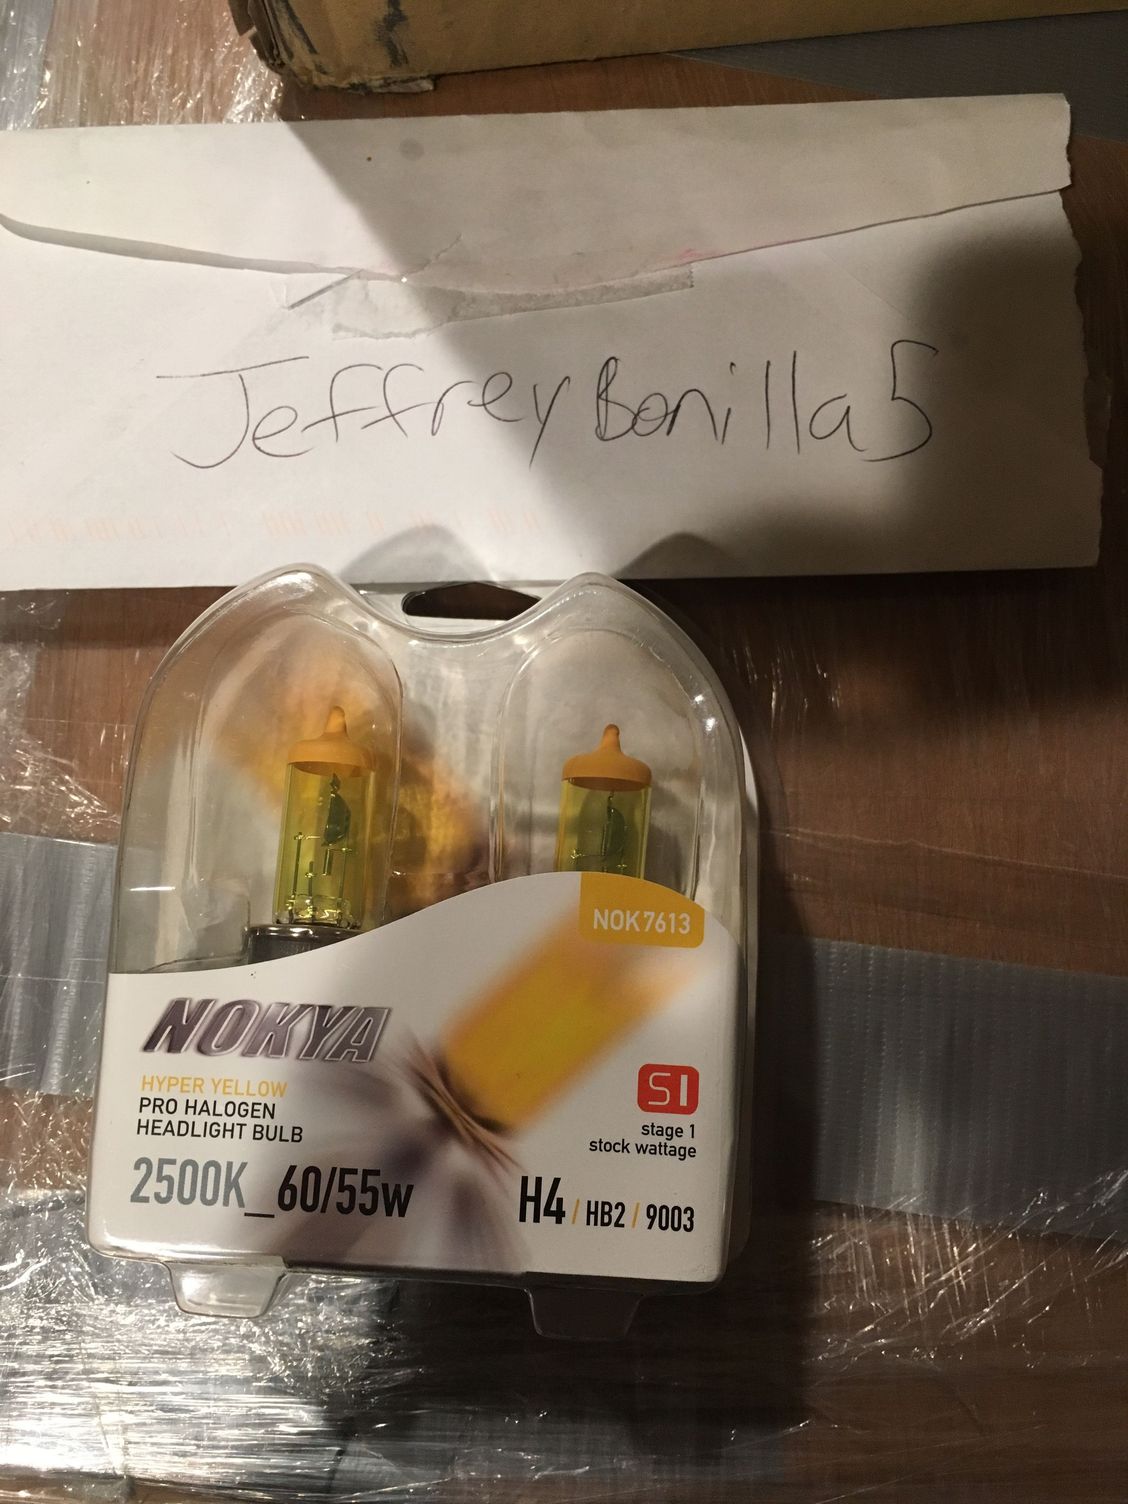 JeffreyBonilla5
NOK7613
NOKYA
HYPER YELLOW
PRO HALOGEN
HEADLIGHT BULB
S1
stage 1
stock wattage
2500K_60/55w
H4 / HB2 / 9003